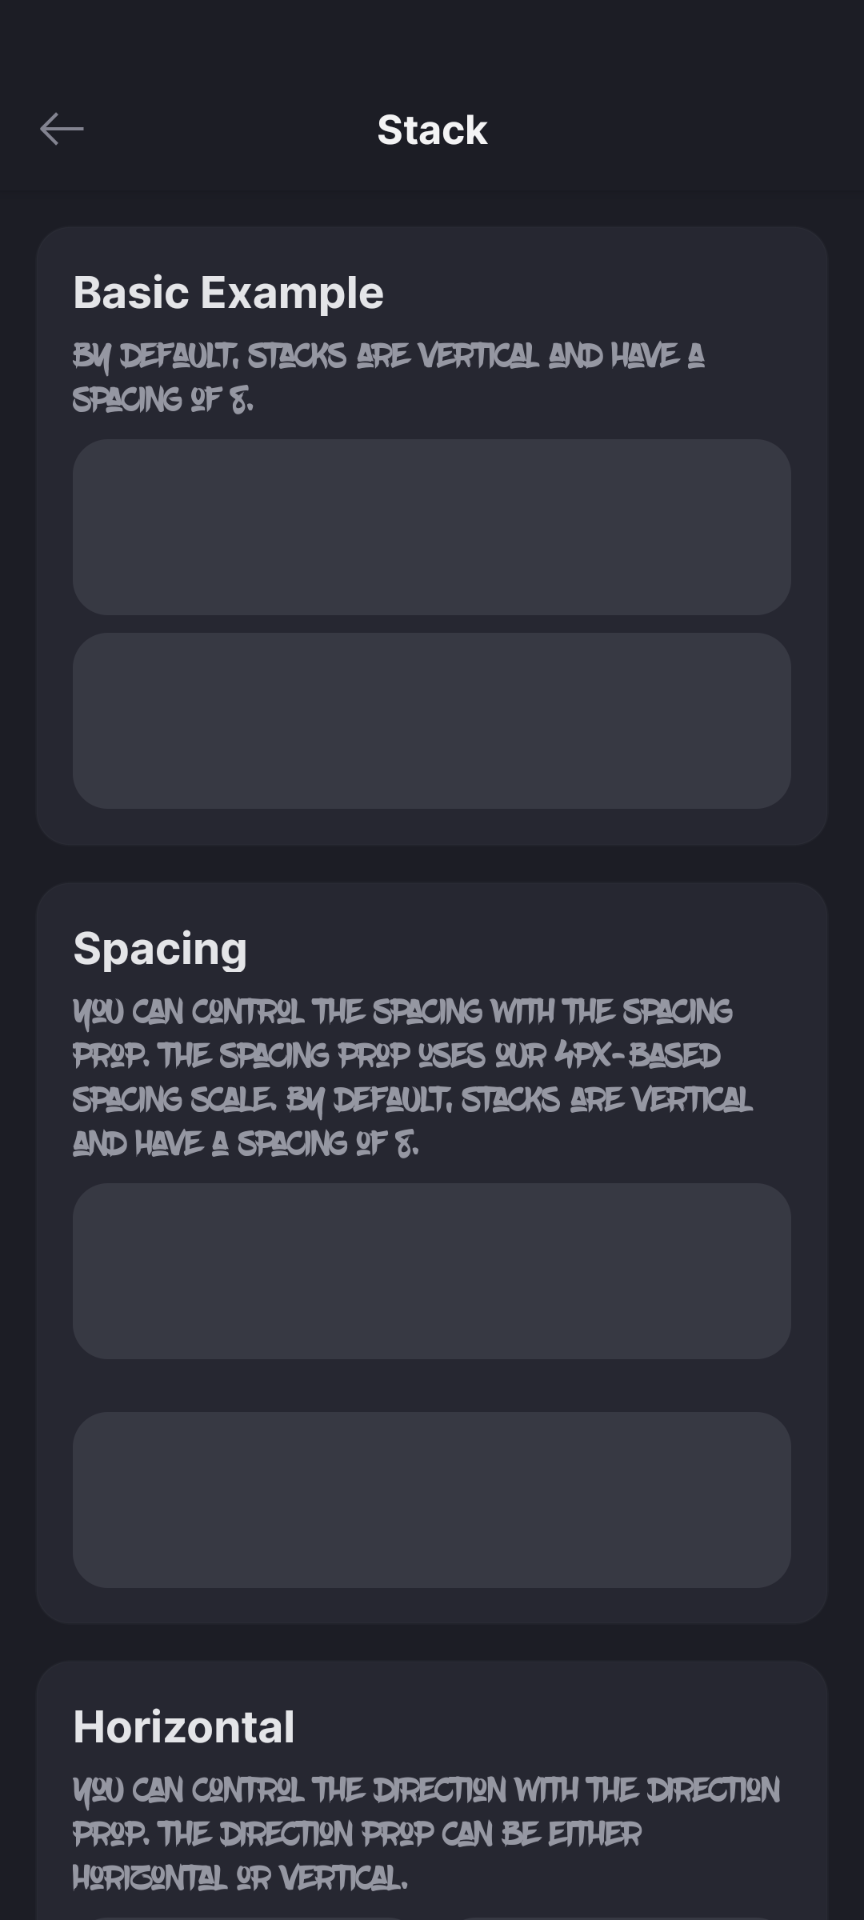 Stack
Basic Example
BY DEFAULT, STACKS ARE VERTICAL AND HAVE A
SPACING OF 8.
Spacing
YOU CAN CONTROL THE SPACING WITH THE SPACING
PROP. THE SPACING PROP USES OUR 4PX-BASED
SPACING SCALE. BY DEFAULT, STACKS ARE VERTICAL
AND HAVE A SPACING OF 8.
Horizontal
YOU CAN CONTROL THE DIRECTION WITH THE DIRECTION
PROP. THE DIRECTION PROP CAN BE EITHER
HORIZONTAL OR VERTICAL.